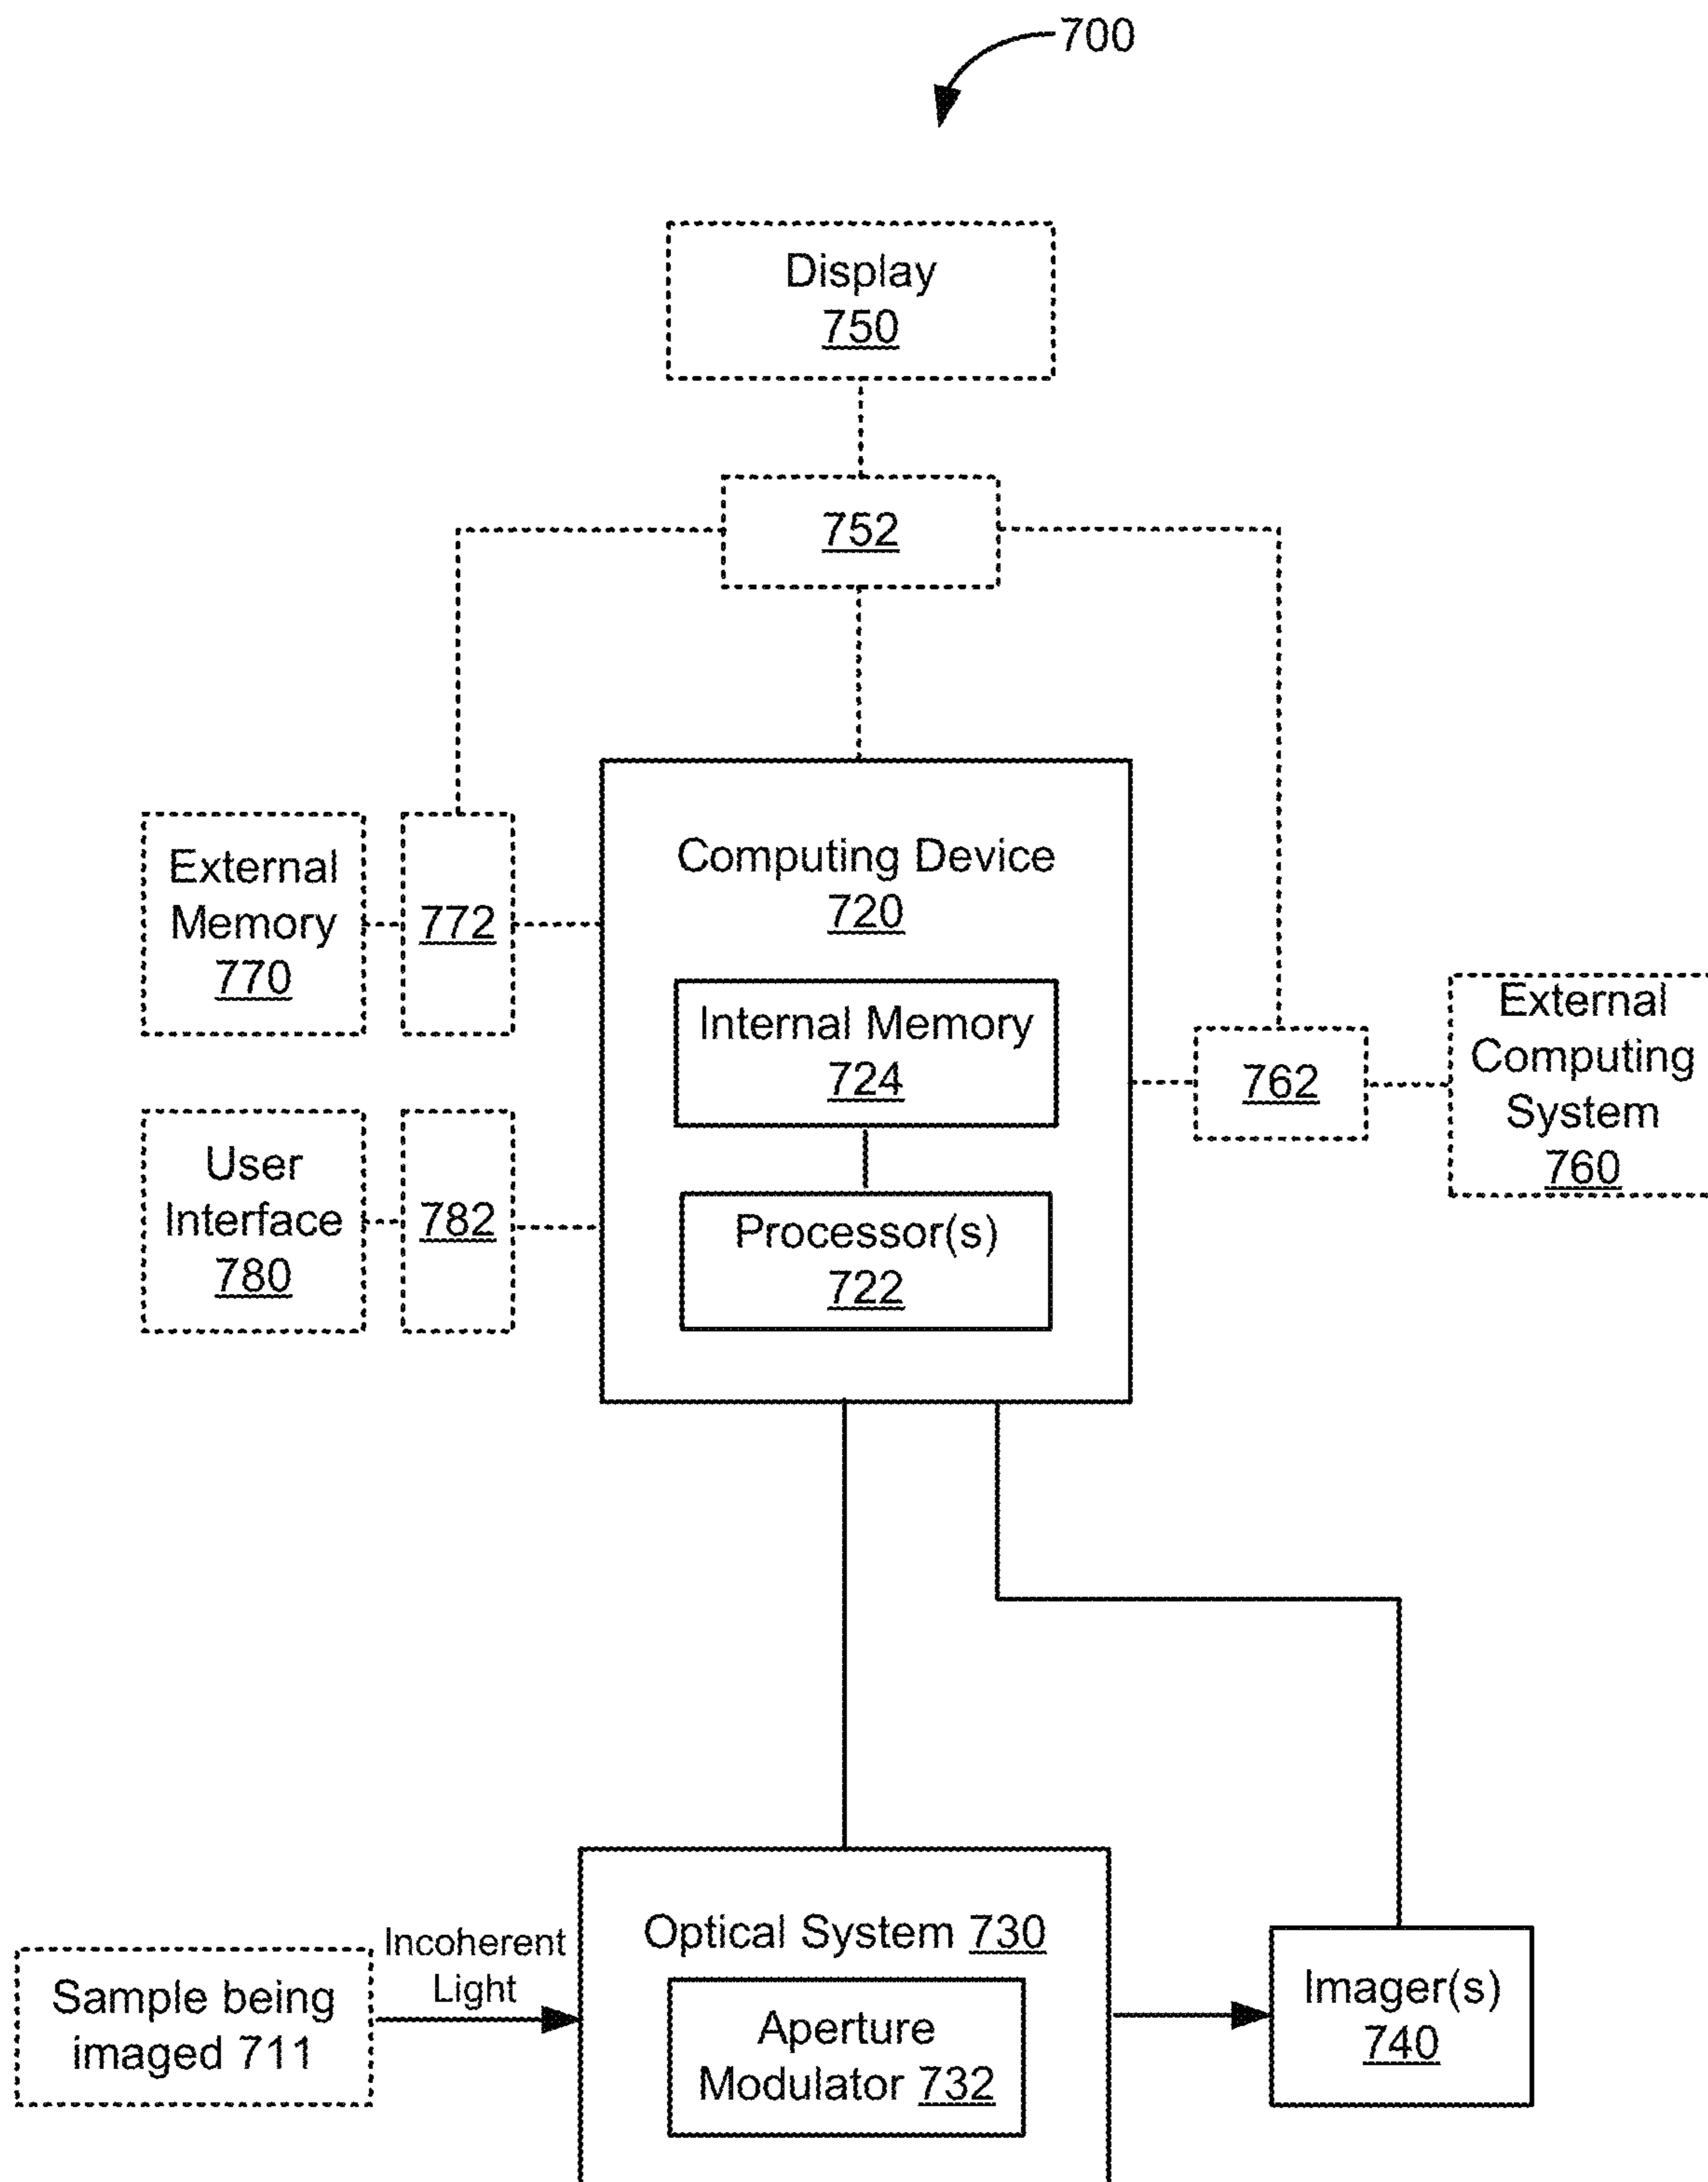 700
Display
750
752
External
Memory
770
772
Computing Device
720
Internal Memory
724
Processor(s)
722
762
External
Computing
System
760
User
Interface
780
782
Sample being
imaged 711
Incoherent
Light
Optical System 730
Aperture
Modulator 732
Imager(s)
740